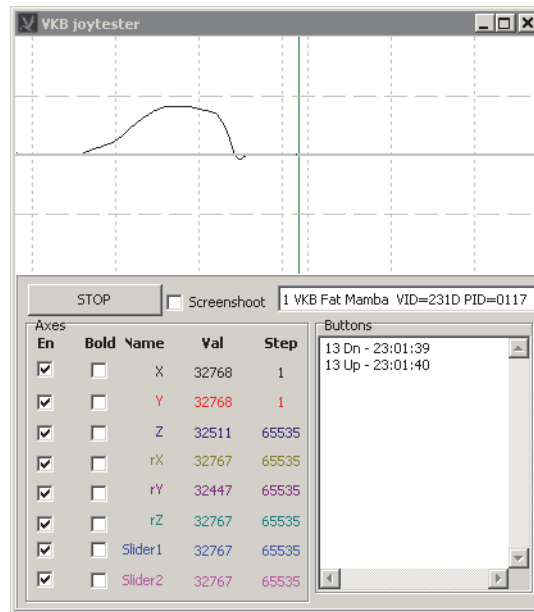 VKB joytester
STOP
Screenshoot
1 VKB Fat Mamba VID=231D PID=0117
Axes
En Bold Name Val Step
X 32768 1
Y 32768 1
Z 32511 65535
rX 32767 65535
rY 32447 65535
rZ 32767 65535
Slider1 32767 65535
Slider2 32767 65535
Buttons
13 Dn - 23:01:39
13 Up - 23:01:40